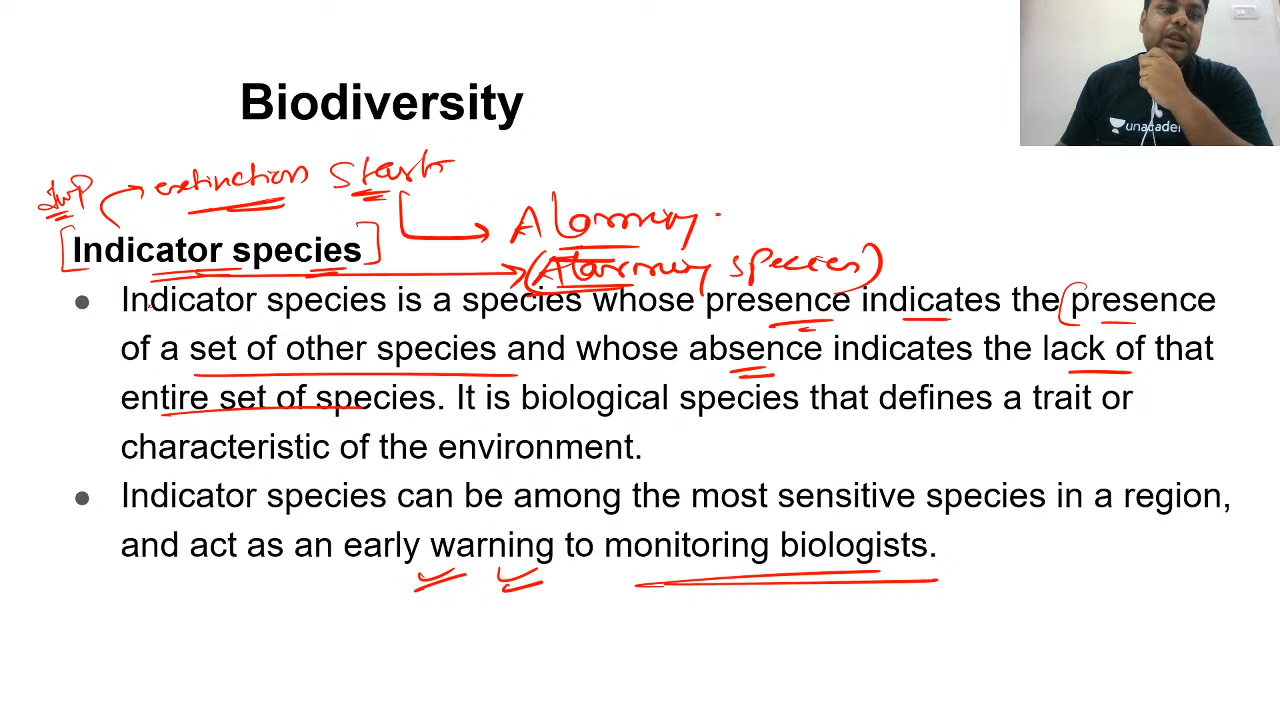 Biodiversity
Imp
extinction start
Alarming
[Indicator species]
(Alarming species)
● Indicator species is a species whose presence indicates the presence
of a set of other species and whose absence indicates the lack of that
entire set of species. It is biological species that defines a trait or
characteristic of the environment.
● Indicator species can be among the most sensitive species in a region,
and act as an early warning to monitoring biologists.
unacademy